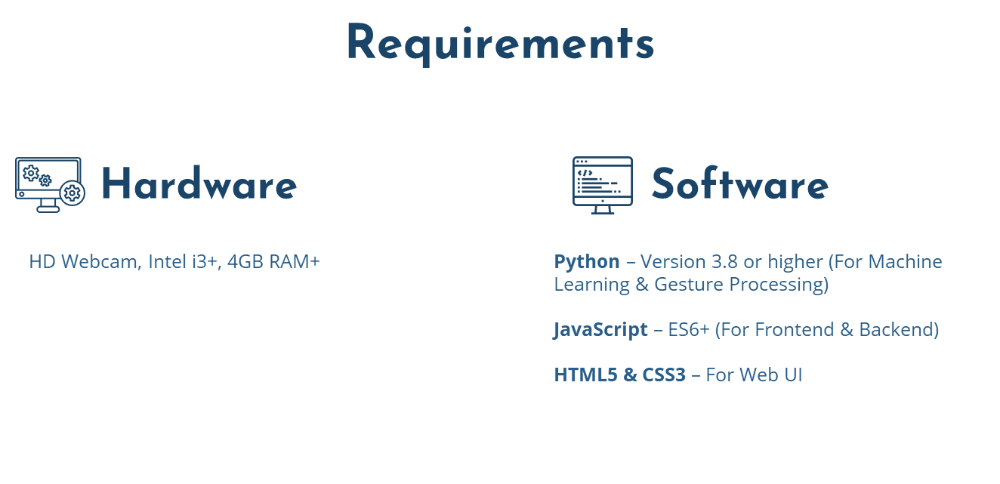 Requirements
Hardware
HD Webcam, Intel i3+, 4GB RAM+
Software
Python – Version 3.8 or higher (For Machine
Learning & Gesture Processing)
JavaScript – ES6+ (For Frontend & Backend)
HTML5 & CSS3 – For Web UI